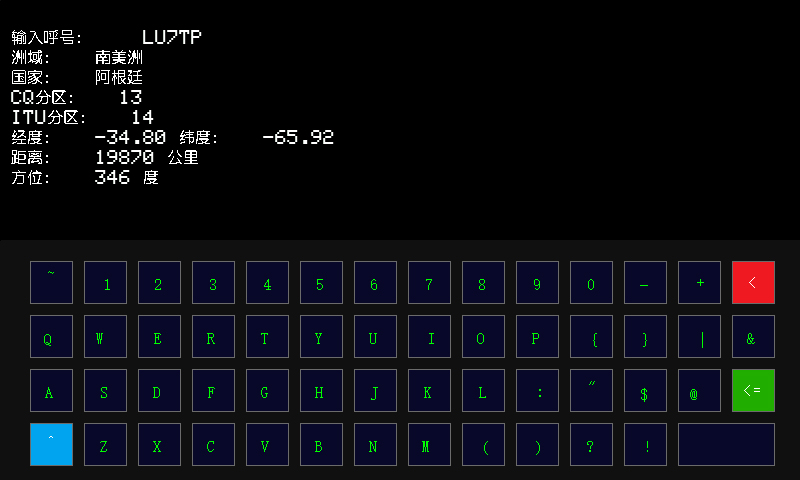 输入呼号: LU7TP
洲域: 南美洲
国家: 阿根廷
CQ分区: 13
ITU分区: 14
经度: -34.80 纬度: -65.92
距离: 19870 公里
方位: 346 度
~ 1 2 3 4 5 6 7 8 9 0 - + <
Q W E R T Y U I O P { } | &
A S D F G H J K L : " $ @ <=
^ Z X C V B N M ( ) ? !